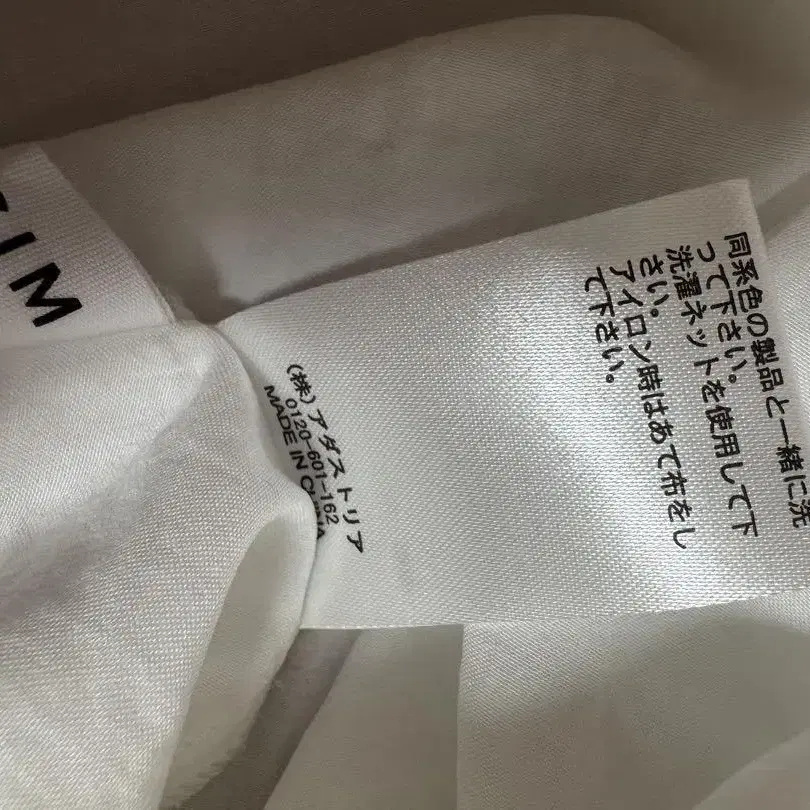 同系色の製品と一緒に洗
って下さい。
洗濯ネットを使用して下
さい。
アイロン時はあて布をし
て下さい。
(株)アダストリア
0120-601-162
MADE IN CHINA